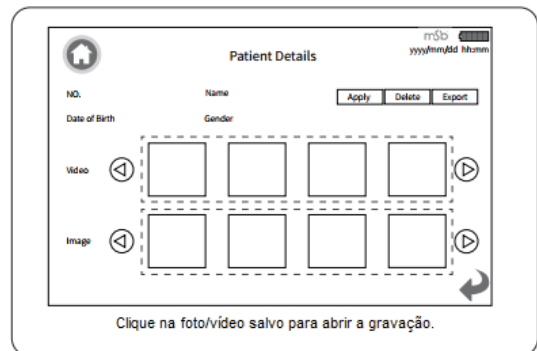 mSb
Patient Details
yyyy/mm/dd hh:mm
NO.
Name
Apply
Delete
Export
Date of Birth
Gender
Video
Image
Clique na foto/vídeo salvo para abrir a gravação.